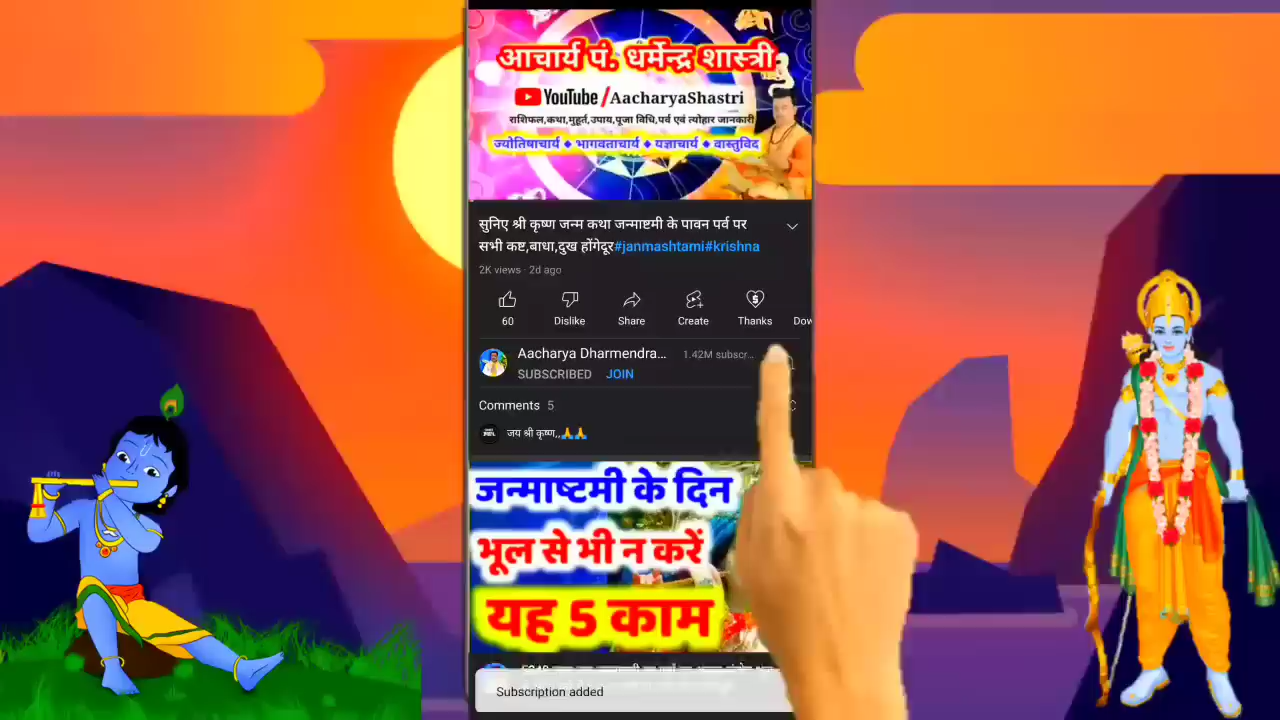 आचार्य पं. धर्मेन्द्र शास्त्री
YouTube/AacharyaShastri
राशिफल,कथा,मुहूर्त,उपाय,पूजा विधि,पर्व एवं त्योहार जानकारी
ज्योतिषाचार्य ◆ भागवताचार्य ◆ यज्ञाचार्य ◆ वास्तुविद
सुनिए श्री कृष्ण जन्म कथा जन्माष्टमी के पावन पर्व पर
सभी कष्ट,बाधा,दुख होंगेदूर#janmashtami#krishna
2K views · 2d ago
60 Dislike Share Create Thanks Dow
Aacharya Dharmendra... 1.42M subscr...
SUBSCRIBED JOIN
Comments 5
जय श्री कृष्ण,,🙏🙏
जन्माष्टमी के दिन
भूल से भी न करें
यह 5 काम
Subscription added